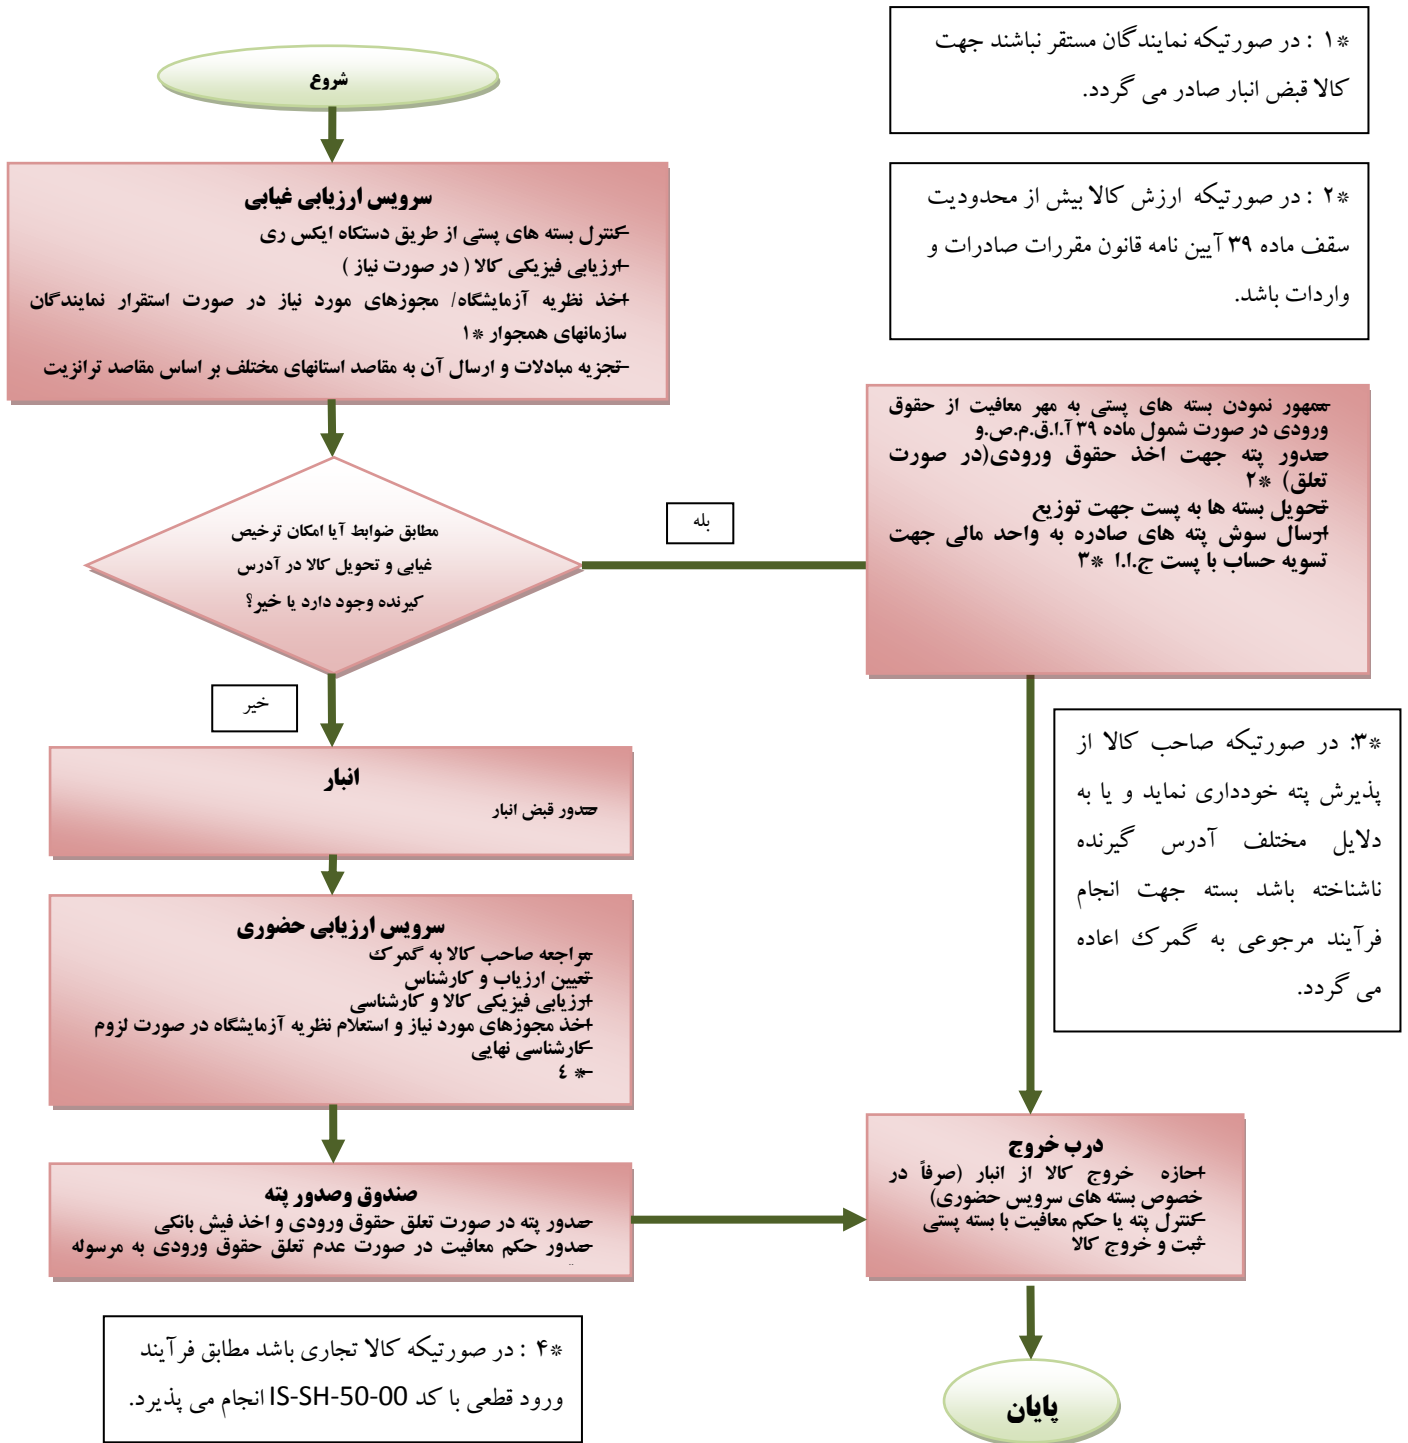 شروع
*۱ : در صورتیکه نمایندگان مستقر نباشند جهت
کالا قبض انبار صادر می گردد.
*۲ : در صورتیکه ارزش کالا بیش از محدودیت
سقف ماده ۳۹ آیین نامه قانون مقررات صادرات و
واردات باشد.
سرویس ارزیابی غیابی
-کنترل بسته های پستی از طریق دستگاه ایکس ری
-ارزیابی فیزیکی کالا ( در صورت نیاز )
-اخذ نظریه آزمایشگاه/ مجوزهای مورد نیاز در صورت استقرار نمایندگان
سازمانهای همجوار *۱
-تجزیه مبادلات و ارسال آن به مقاصد استانهای مختلف بر اساس مقاصد ترانزیت
مطابق ضوابط آیا امکان ترخیص
غیابی و تحویل کالا در آدرس
گیرنده وجود دارد یا خیر؟
بله
-ممهور نمودن بسته های پستی به مهر معافیت از حقوق
ورودی در صورت شمول ماده ۳۹ آ.ا.ق.م.ص.و
-صدور پته جهت اخذ حقوق ورودی(در صورت
تعلق) *۲
-تحویل بسته ها به پست جهت توزیع
-ارسال سوش پته های صادره به واحد مالی جهت
تسویه حساب با پست ج.ا.ا *۳
خیر
انبار
-صدور قبض انبار
*۳: در صورتیکه صاحب کالا از
پذیرش پته خودداری نماید و یا به
دلایل مختلف آدرس گیرنده
ناشناخته باشد بسته جهت انجام
فرآیند مرجوعی به گمرک اعاده
می گردد.
سرویس ارزیابی حضوری
-مراجعه صاحب کالا به گمرک
-تعیین ارزیاب و کارشناس
-ارزیابی فیزیکی کالا و کارشناسی
-اخذ مجوزهای مورد نیاز و استعلام نظریه آزمایشگاه در صورت لزوم
-کارشناسی نهایی
-* ٤
صندوق وصدور پته
-صدور پته در صورت تعلق حقوق ورودی و اخذ فیش بانکی
-صدور حکم معافیت در صورت عدم تعلق حقوق ورودی به مرسوله
درب خروج
-اجازه خروج کالا از انبار (صرفاً در
خصوص بسته های سرویس حضوری)
-کنترل پته یا حکم معافیت با بسته پستی
-ثبت و خروج کالا
*۴ : در صورتیکه کالا تجاری باشد مطابق فرآیند
ورود قطعی با کد IS-SH-50-00 انجام می پذیرد.
پایان